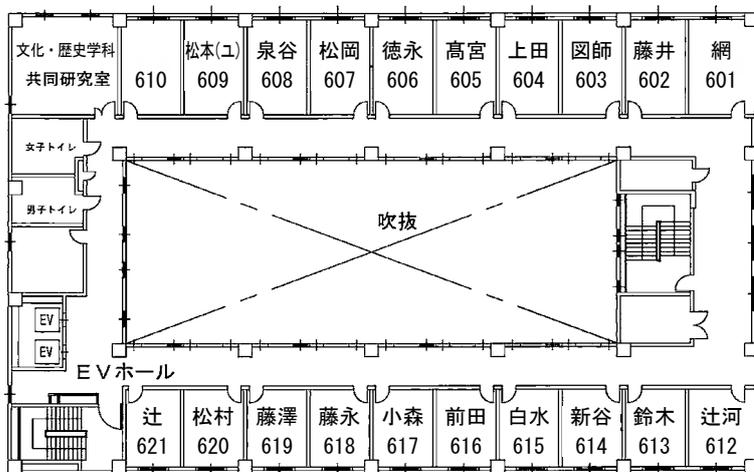 文化・歴史学科
共同研究室
610
松本(ユ)
609
泉谷
608
松岡
607
徳永
606
髙宮
605
上田
604
図師
603
藤井
602
網
601
女子トイレ
男子トイレ
吹抜
EV
EV
EVホール
辻
621
松村
620
藤澤
619
藤永
618
小森
617
前田
616
白水
615
新谷
614
鈴木
613
辻河
612